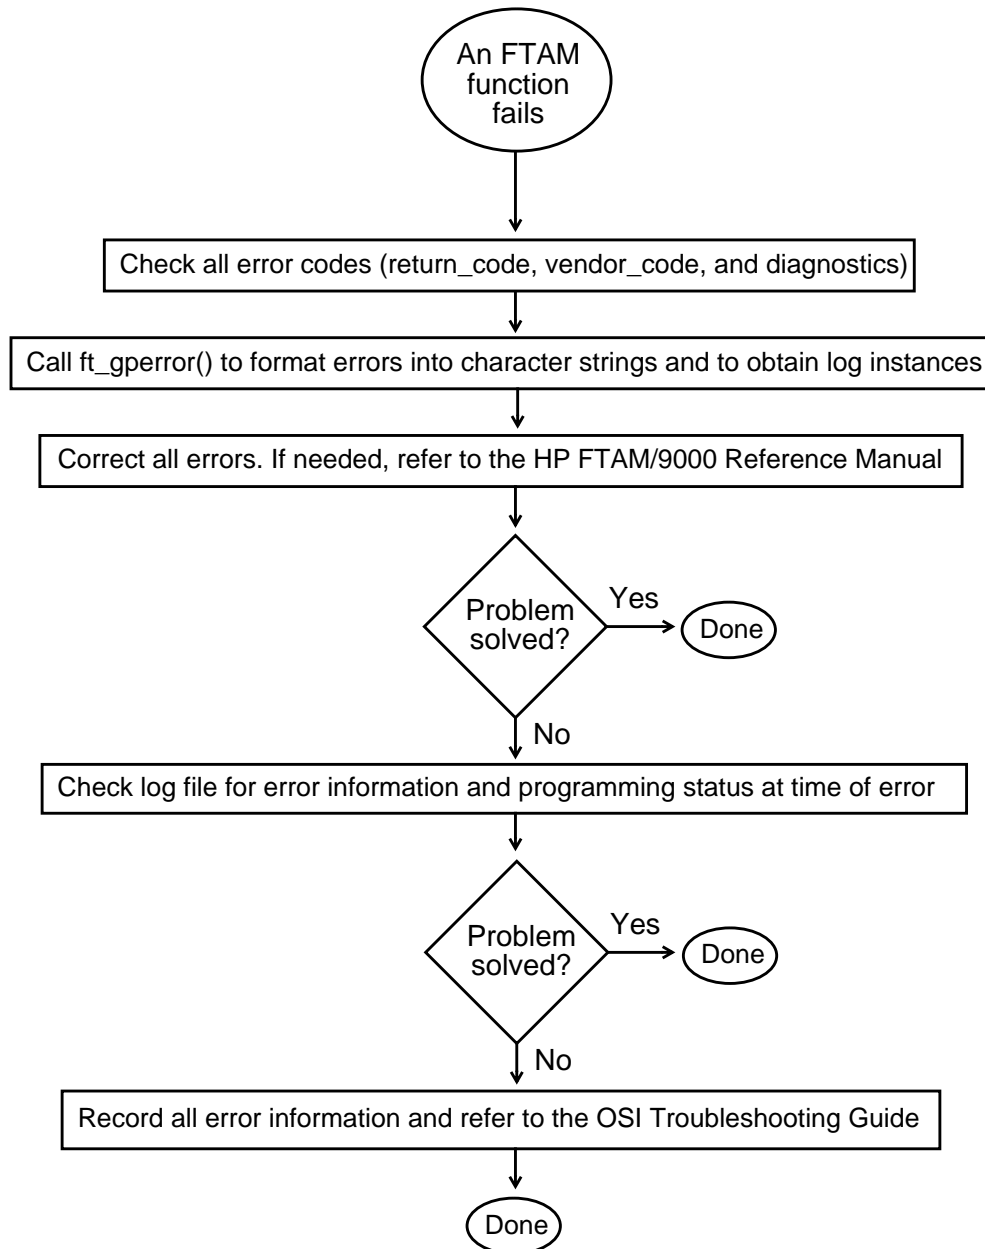 An FTAM
function
fails
Check all error codes (return_code, vendor_code, and diagnostics)
Call ft_gperror() to format errors into character strings and to obtain log instances
Correct all errors. If needed, refer to the HP FTAM/9000 Reference Manual
Problem
solved?
Yes
Done
No
Check log file for error information and programming status at time of error
Problem
solved?
Yes
Done
No
Record all error information and refer to the OSI Troubleshooting Guide
Done